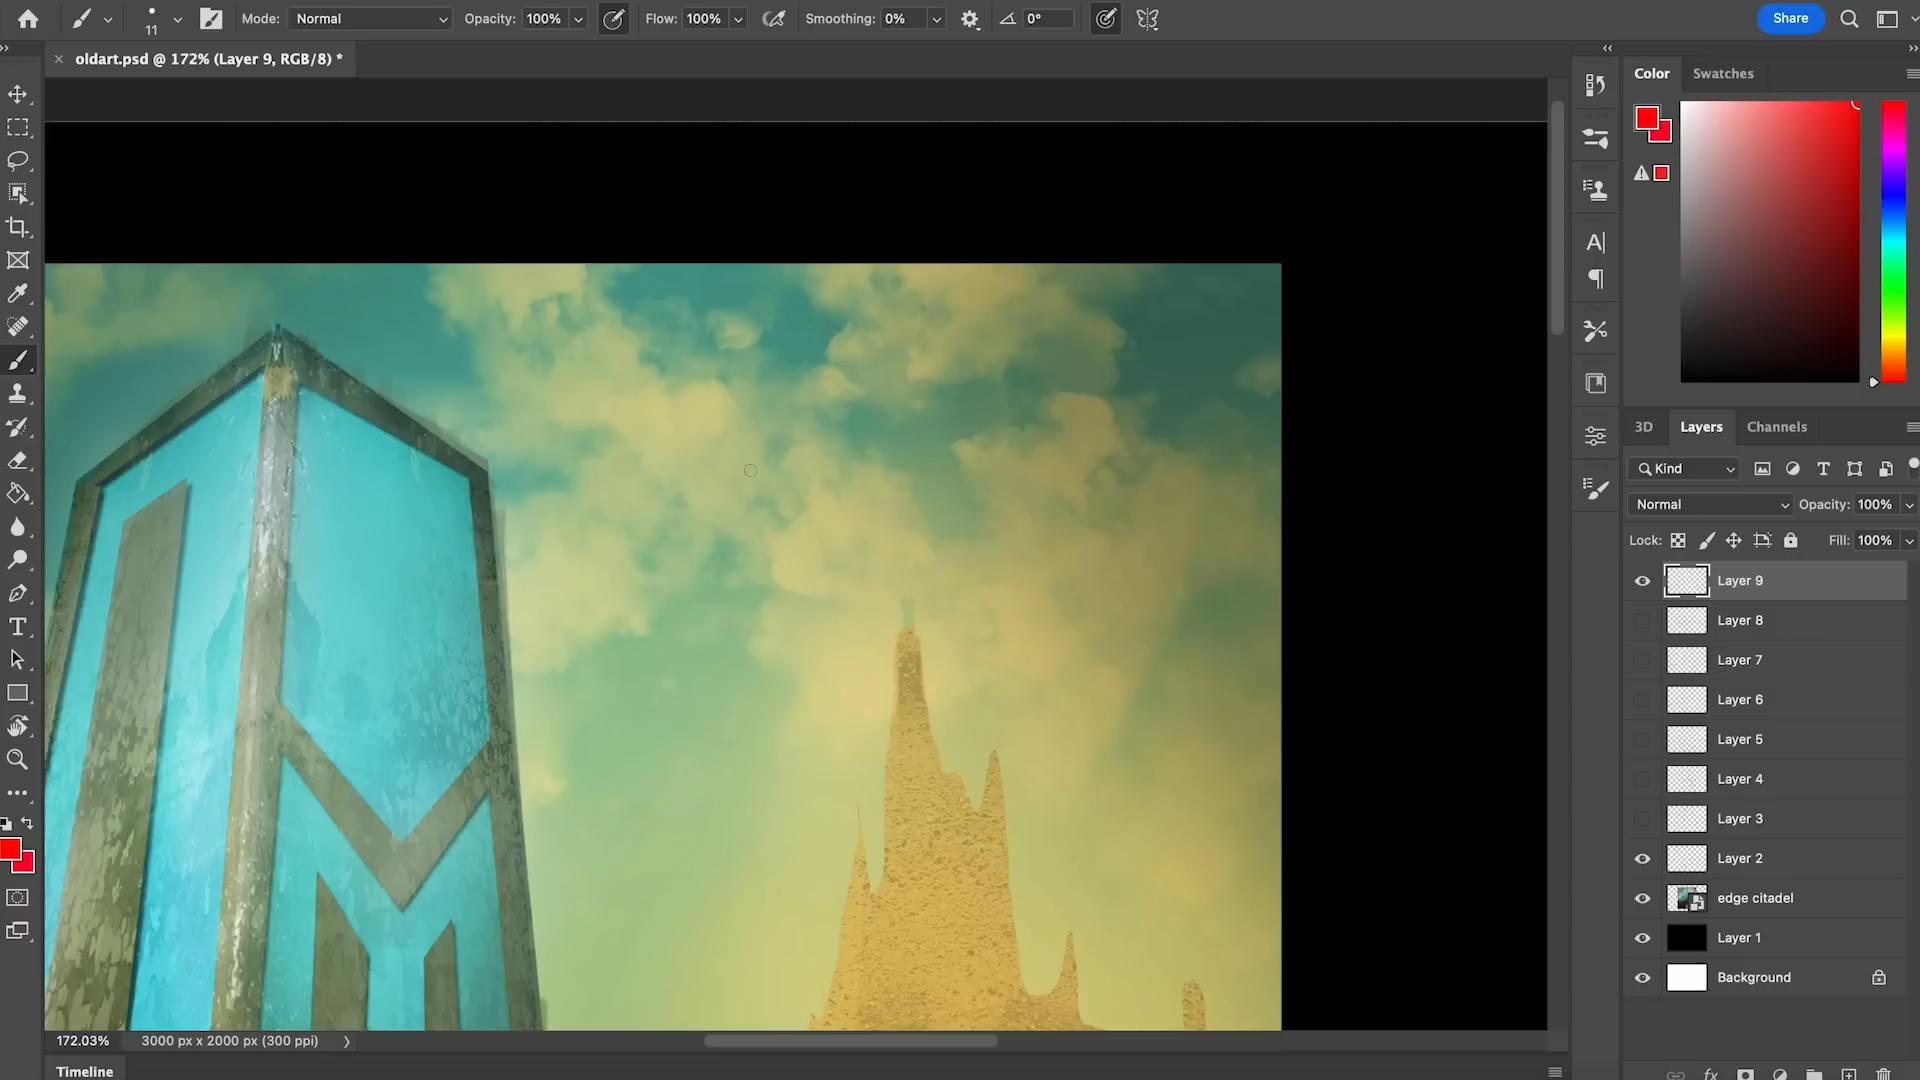 11
Mode: Normal
Opacity: 100%
Flow: 100%
Smoothing: 0%
0°
Share
oldart.psd @ 172% (Layer 9, RGB/8) *
Color
Swatches
3D
Layers
Channels
Kind
Normal
Opacity: 100%
Lock:
Fill: 100%
Layer 9
Layer 8
Layer 7
Layer 6
Layer 5
Layer 4
Layer 3
Layer 2
edge citadel
Layer 1
Background
172.03%
3000 px x 2000 px (300 ppi)
Timeline
fx